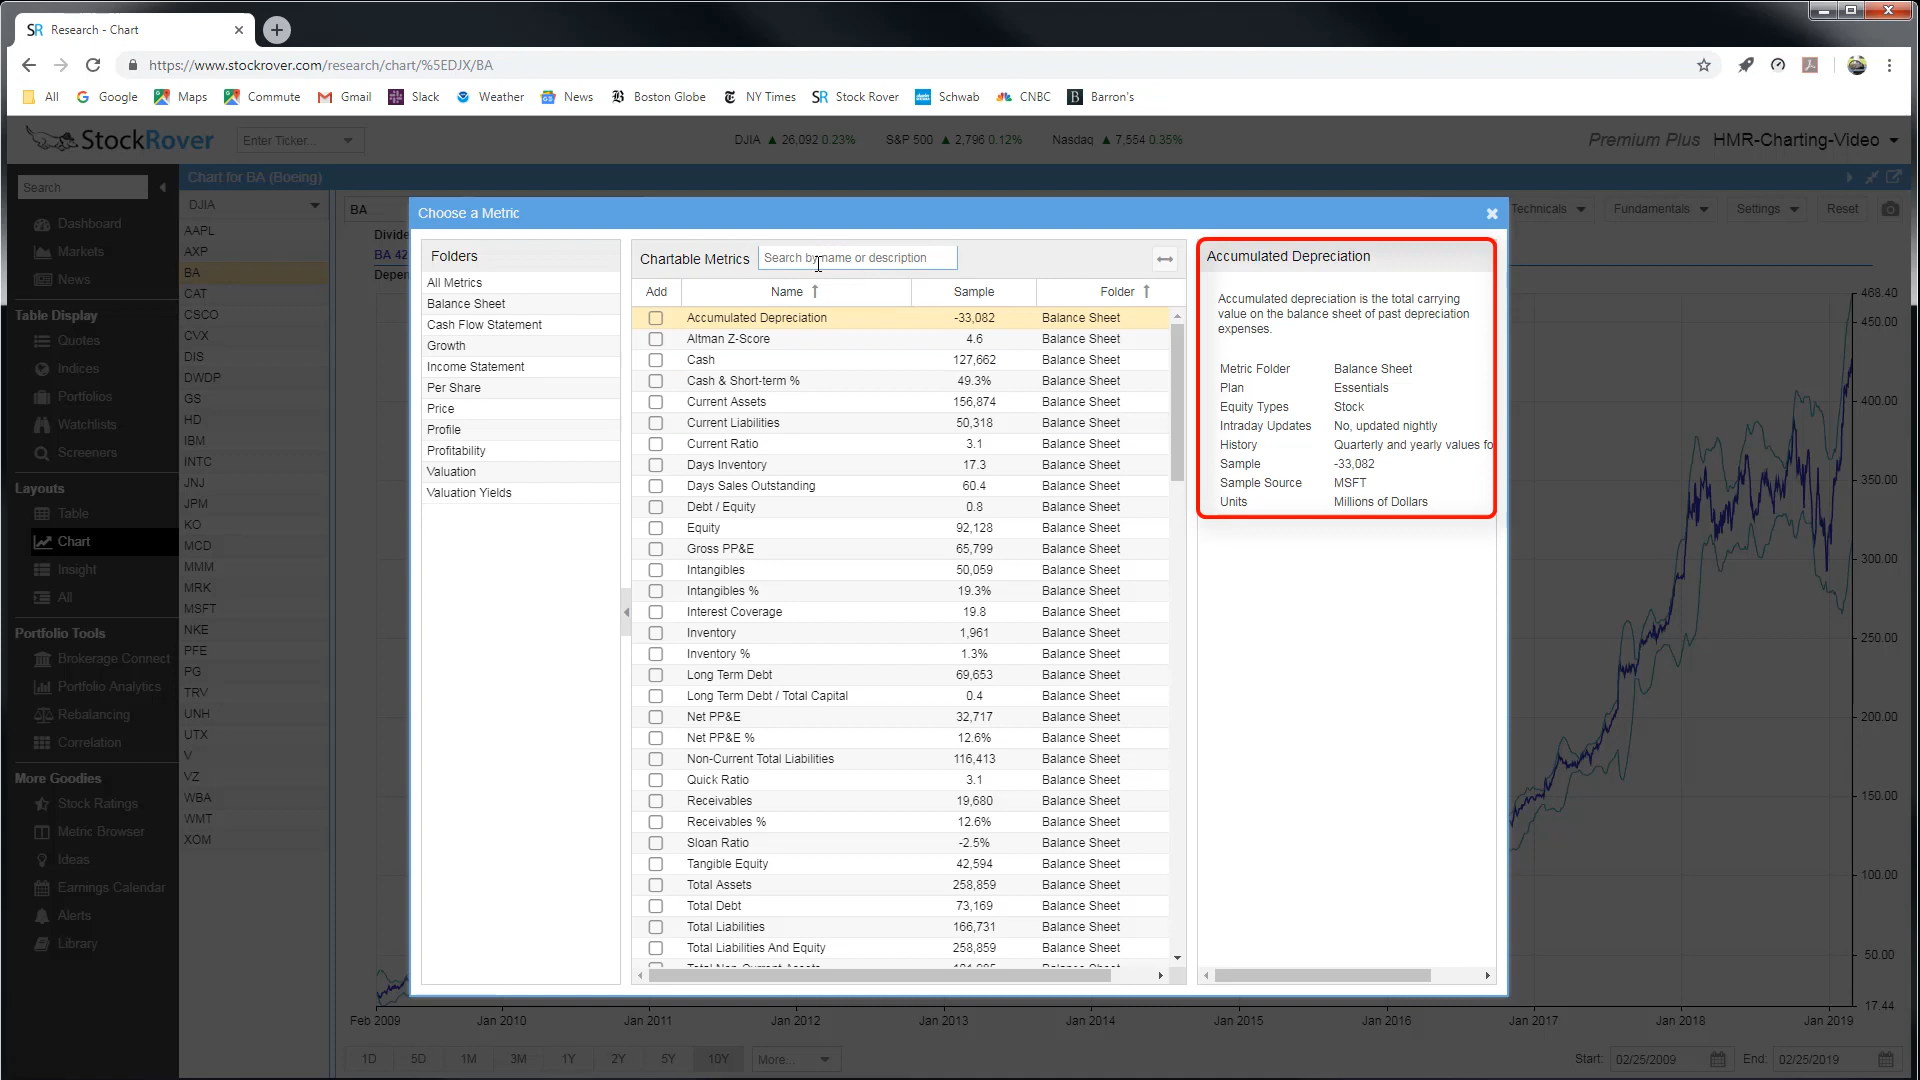 SR Research - Chart
https://www.stockrover.com/research/chart/%5EDJX/BA
All Google Maps Commute Gmail Slack Weather News Boston Globe NY Times SR Stock Rover Schwab CNBC Barron's
StockRover Enter Ticker... DJIA ▲ 26,092 0.23% S&P 500 ▲ 2,796 0.12% Nasdaq ▲ 7,554 0.35% Premium Plus HMR-Charting-Video
Search
Dashboard
Markets
News
Table Display
Quotes
Indices
Portfolios
Watchlists
Screeners
Layouts
Table
Chart
Insight
All
Portfolio Tools
Brokerage Connect
Portfolio Analytics
Rebalancing
Correlation
More Goodies
Stock Ratings
Metric Browser
Ideas
Earnings Calendar
Alerts
Library
Chart for BA (Boeing)
DJIA
AAPL
AXP
BA
CAT
CSCO
CVX
DIS
DWDP
GS
HD
IBM
INTC
JNJ
JPM
KO
MCD
MMM
MRK
MSFT
NKE
PFE
PG
TRV
UNH
UTX
V
VZ
WBA
WMT
XOM
BA
Technicals Fundamentals Settings Reset
Divide
BA 42
Depen
Choose a Metric
Folders
All Metrics
Balance Sheet
Cash Flow Statement
Growth
Income Statement
Per Share
Price
Profile
Profitability
Valuation
Valuation Yields
Chartable Metrics Search by name or description
Add Name Sample Folder
Accumulated Depreciation -33,082 Balance Sheet
Altman Z-Score 4.6 Balance Sheet
Cash 127,662 Balance Sheet
Cash & Short-term % 49.3% Balance Sheet
Current Assets 156,874 Balance Sheet
Current Liabilities 50,318 Balance Sheet
Current Ratio 3.1 Balance Sheet
Days Inventory 17.3 Balance Sheet
Days Sales Outstanding 60.4 Balance Sheet
Debt / Equity 0.8 Balance Sheet
Equity 92,128 Balance Sheet
Gross PP&E 65,799 Balance Sheet
Intangibles 50,059 Balance Sheet
Intangibles % 19.3% Balance Sheet
Interest Coverage 19.8 Balance Sheet
Inventory 1,961 Balance Sheet
Inventory % 1.3% Balance Sheet
Long Term Debt 69,653 Balance Sheet
Long Term Debt / Total Capital 0.4 Balance Sheet
Net PP&E 32,717 Balance Sheet
Net PP&E % 12.6% Balance Sheet
Non-Current Total Liabilities 116,413 Balance Sheet
Quick Ratio 3.1 Balance Sheet
Receivables 19,680 Balance Sheet
Receivables % 12.6% Balance Sheet
Sloan Ratio -2.5% Balance Sheet
Tangible Equity 42,594 Balance Sheet
Total Assets 258,859 Balance Sheet
Total Debt 73,169 Balance Sheet
Total Liabilities 166,731 Balance Sheet
Total Liabilities And Equity 258,859 Balance Sheet
Accumulated Depreciation
Accumulated depreciation is the total carrying
value on the balance sheet of past depreciation
expenses.
Metric Folder Balance Sheet
Plan Essentials
Equity Types Stock
Intraday Updates No, updated nightly
History Quarterly and yearly values fo
Sample -33,082
Sample Source MSFT
Units Millions of Dollars
468.40
450.00
400.00
350.00
300.00
250.00
200.00
150.00
100.00
50.00
17.44
Feb 2009 Jan 2010 Jan 2011 Jan 2012 Jan 2013 Jan 2014 Jan 2015 Jan 2016 Jan 2017 Jan 2018 Jan 2019
1D 5D 1M 3M 1Y 2Y 5Y 10Y More... Start: 02/25/2009 End: 02/25/2019